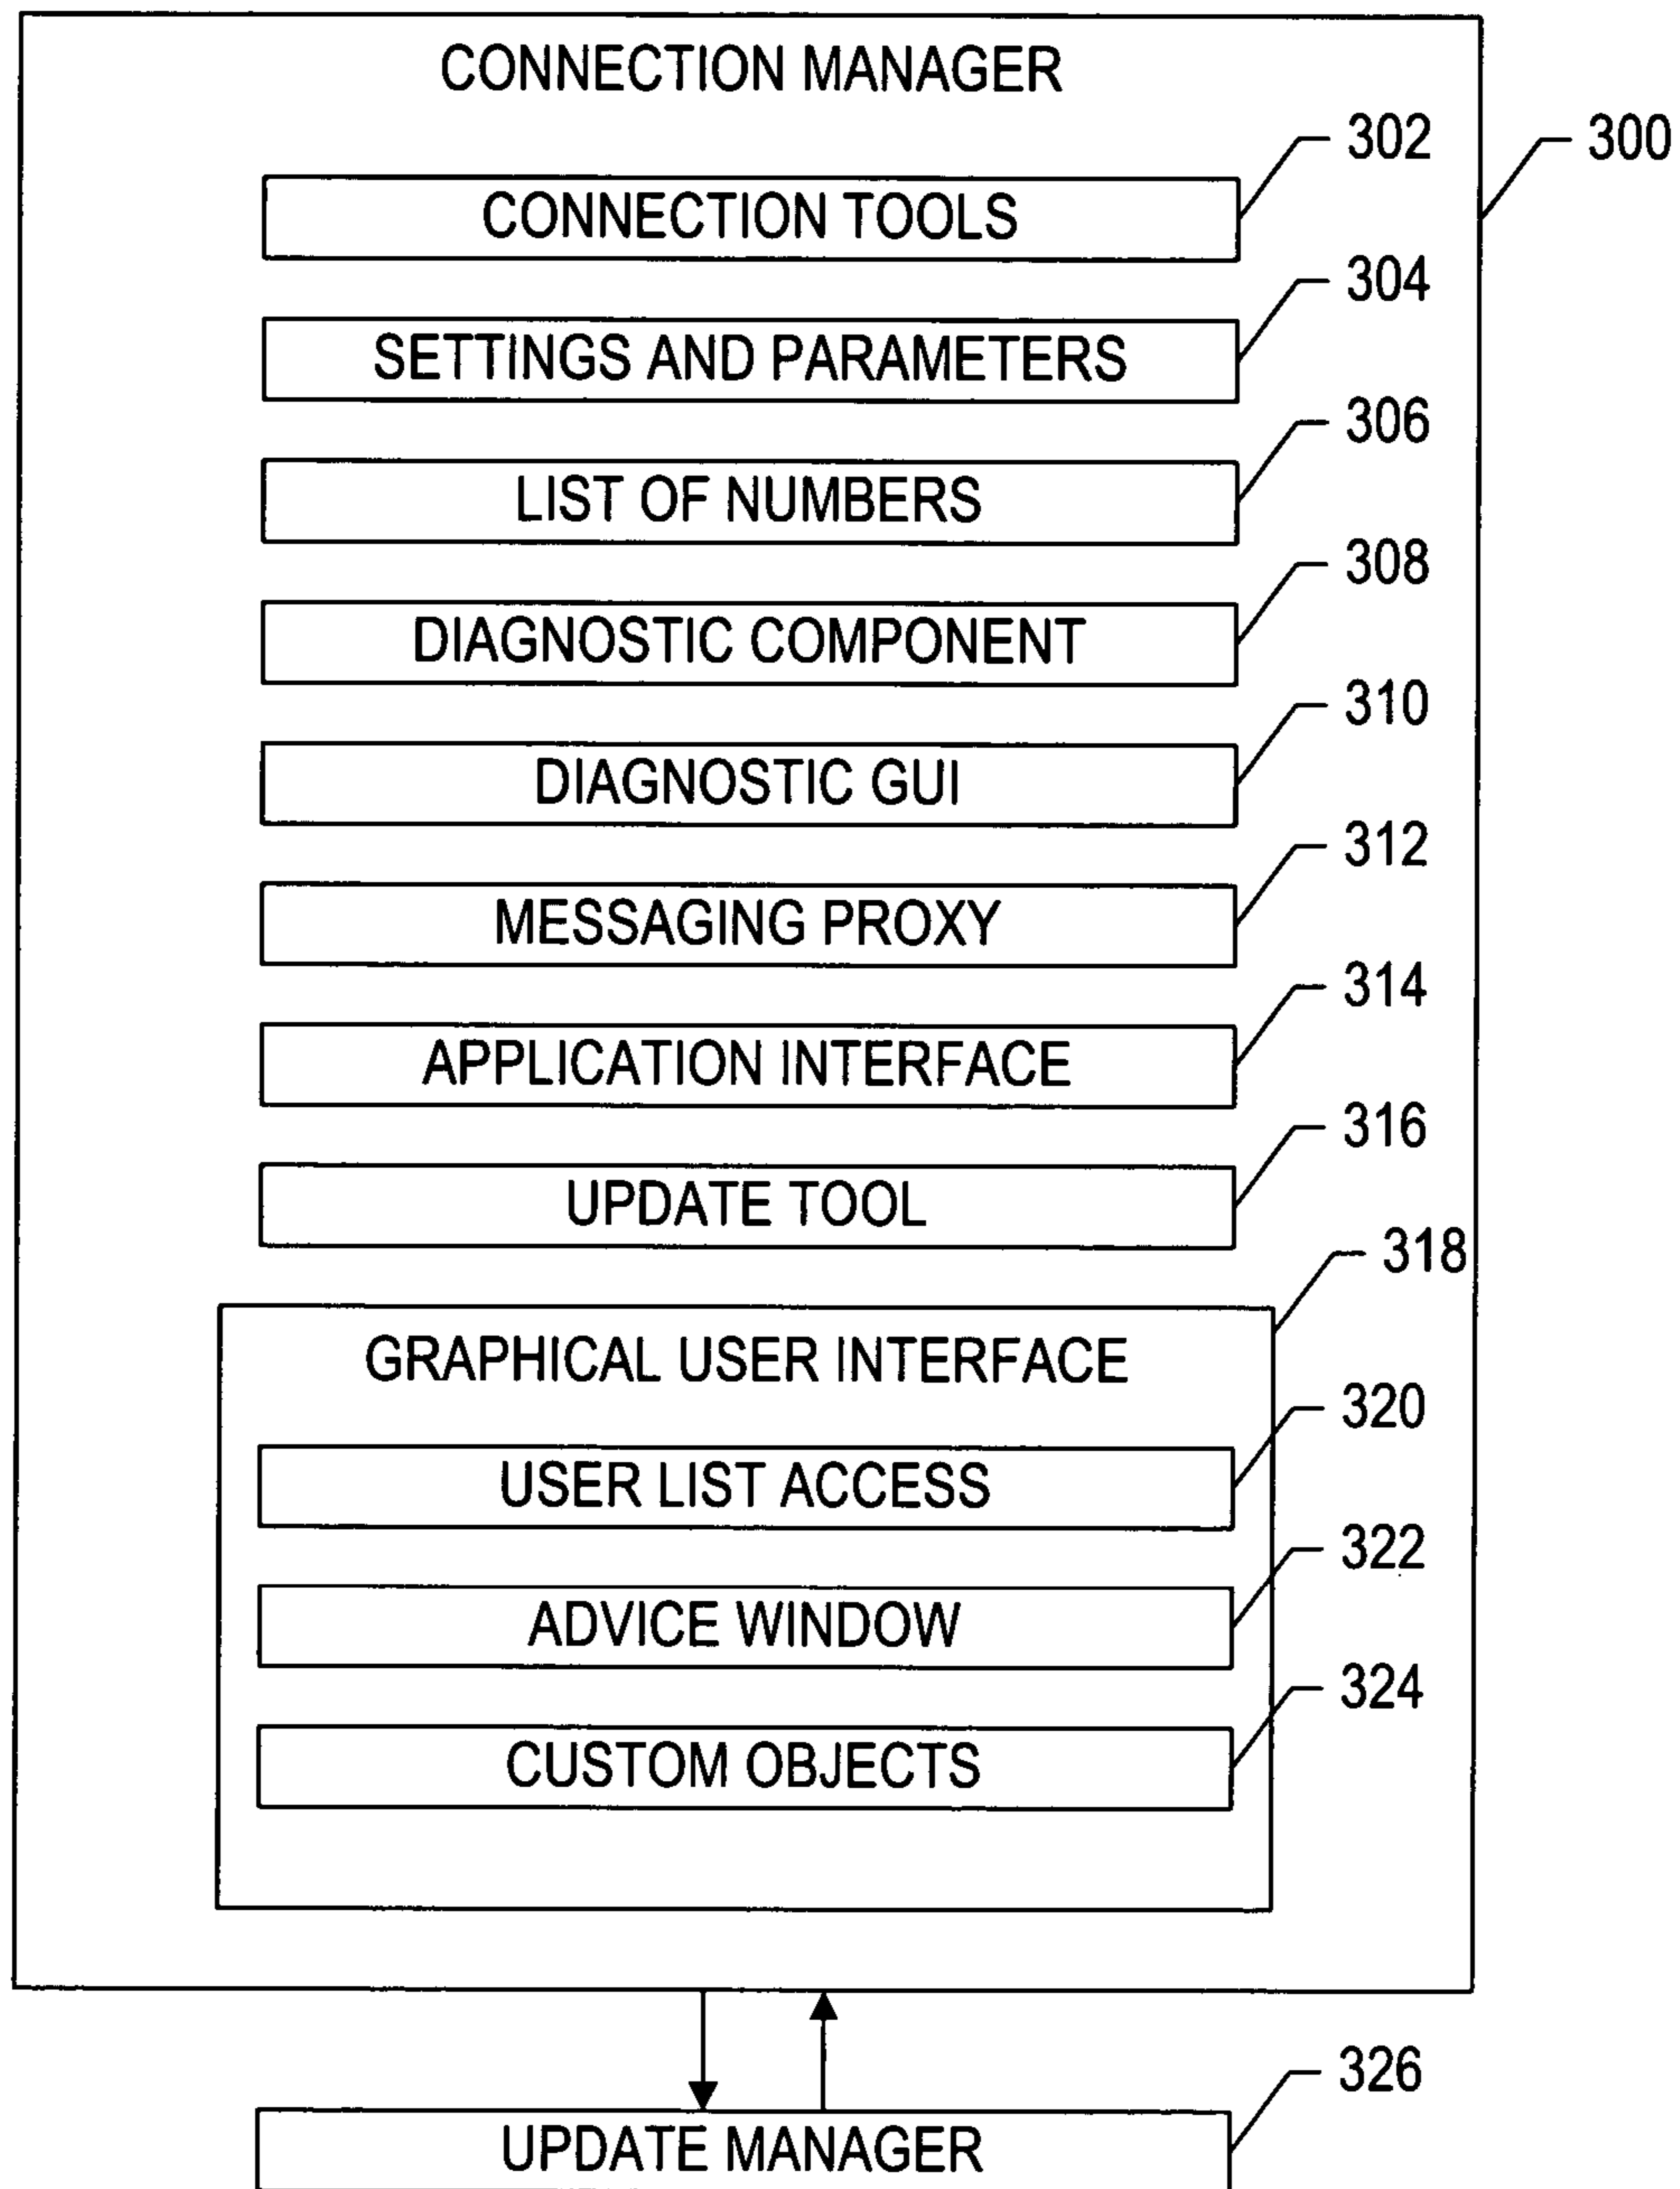 CONNECTION MANAGER
300
302
CONNECTION TOOLS
304
SETTINGS AND PARAMETERS
306
LIST OF NUMBERS
308
DIAGNOSTIC COMPONENT
310
DIAGNOSTIC GUI
312
MESSAGING PROXY
314
APPLICATION INTERFACE
316
UPDATE TOOL
318
GRAPHICAL USER INTERFACE
320
USER LIST ACCESS
322
ADVICE WINDOW
324
CUSTOM OBJECTS
326
UPDATE MANAGER